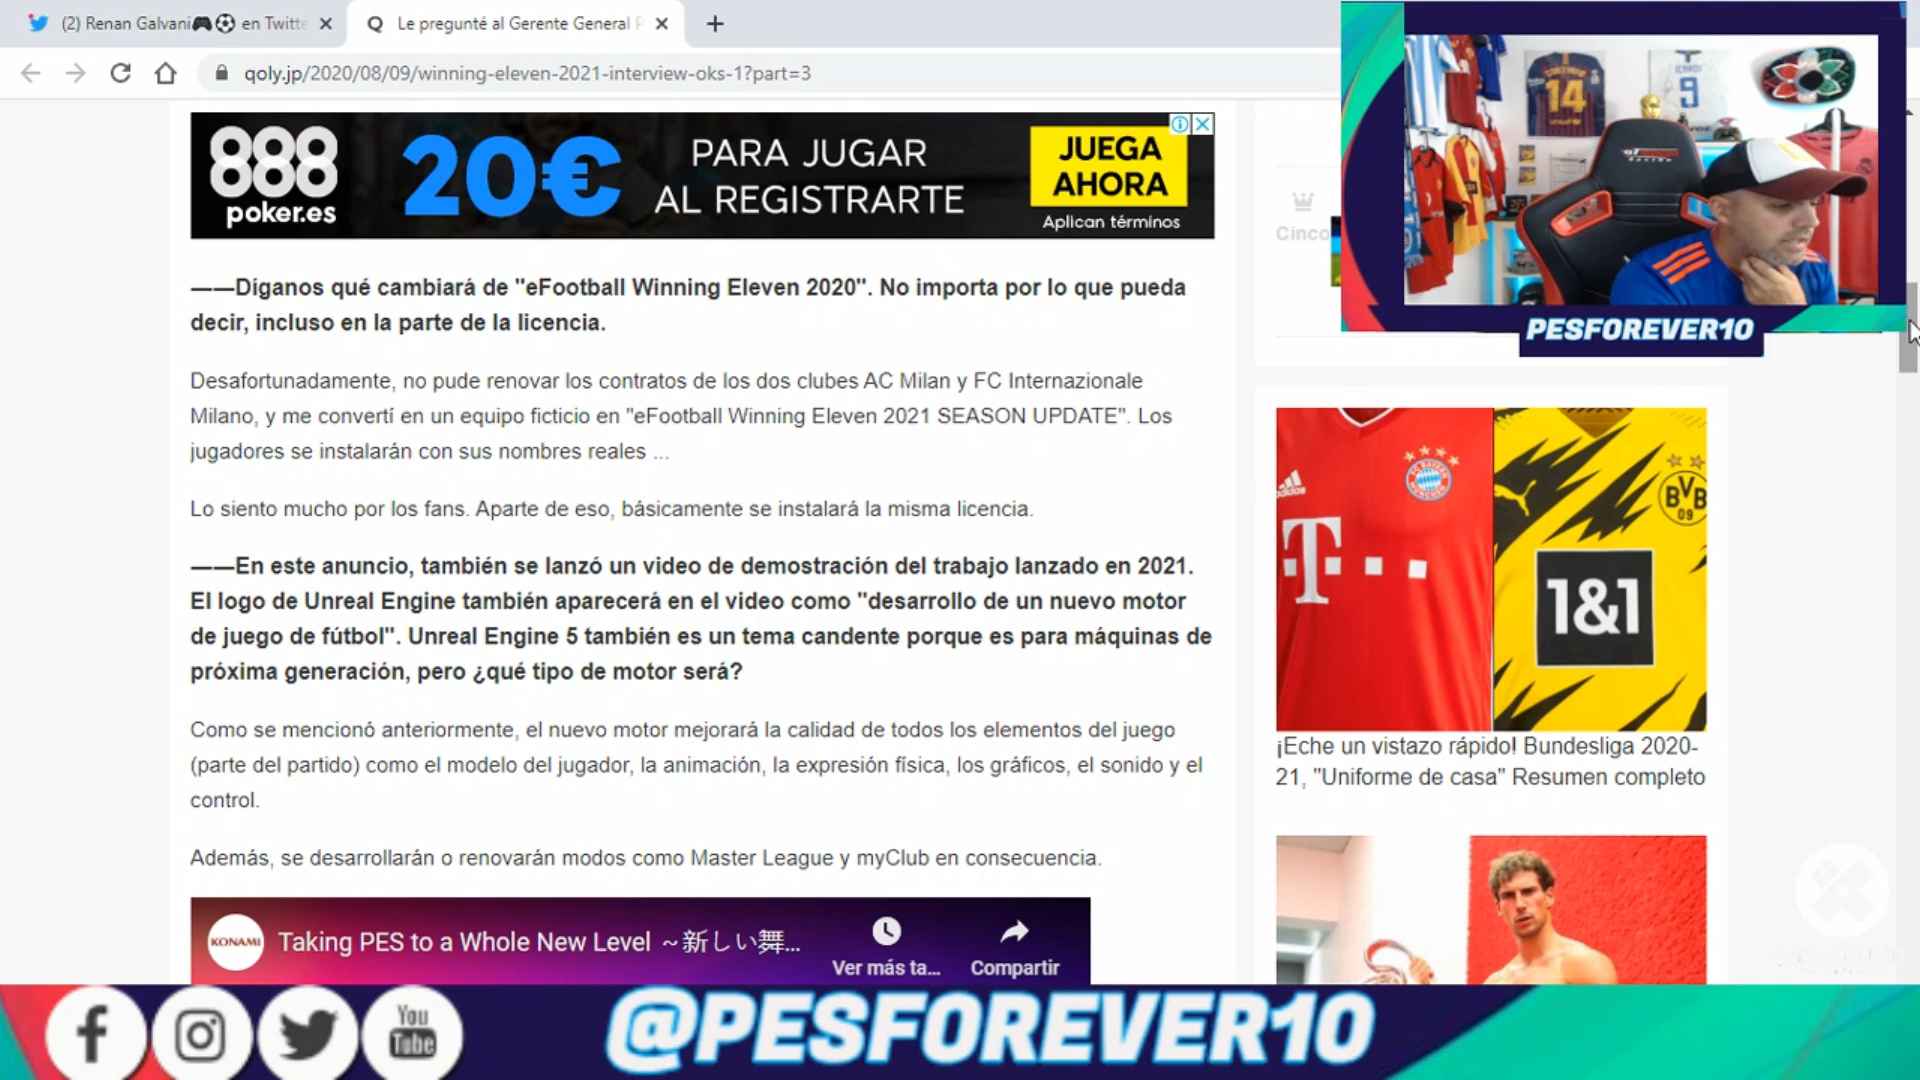 (2) Renan Galvani🎮⚽ en Twitte
Le pregunté al Gerente General P
qoly.jp/2020/08/09/winning-eleven-2021-interview-oks-1?part=3
888
poker.es
20€
PARA JUGAR
AL REGISTRARTE
JUEGA
AHORA
Aplican términos
——Díganos qué cambiará de "eFootball Winning Eleven 2020". No importa por lo que pueda
decir, incluso en la parte de la licencia.
Desafortunadamente, no pude renovar los contratos de los dos clubes AC Milan y FC Internazionale
Milano, y me convertí en un equipo ficticio en "eFootball Winning Eleven 2021 SEASON UPDATE". Los
jugadores se instalarán con sus nombres reales ...
Lo siento mucho por los fans. Aparte de eso, básicamente se instalará la misma licencia.
——En este anuncio, también se lanzó un video de demostración del trabajo lanzado en 2021.
El logo de Unreal Engine también aparecerá en el video como "desarrollo de un nuevo motor
de juego de fútbol". Unreal Engine 5 también es un tema candente porque es para máquinas de
próxima generación, pero ¿qué tipo de motor será?
Como se mencionó anteriormente, el nuevo motor mejorará la calidad de todos los elementos del juego
(parte del partido) como el modelo del jugador, la animación, la expresión física, los gráficos, el sonido y el
control.
Además, se desarrollarán o renovarán modos como Master League y myClub en consecuencia.
KONAMI
Taking PES to a Whole New Level ～新しい舞...
Ver más ta...
Compartir
Cinco
14
9
PESFOREVER10
adidas
FC BAYERN
T
BVB
09
1&1
¡Eche un vistazo rápido! Bundesliga 2020-
21, "Uniforme de casa" Resumen completo
You
Tube
@PESFOREVER10